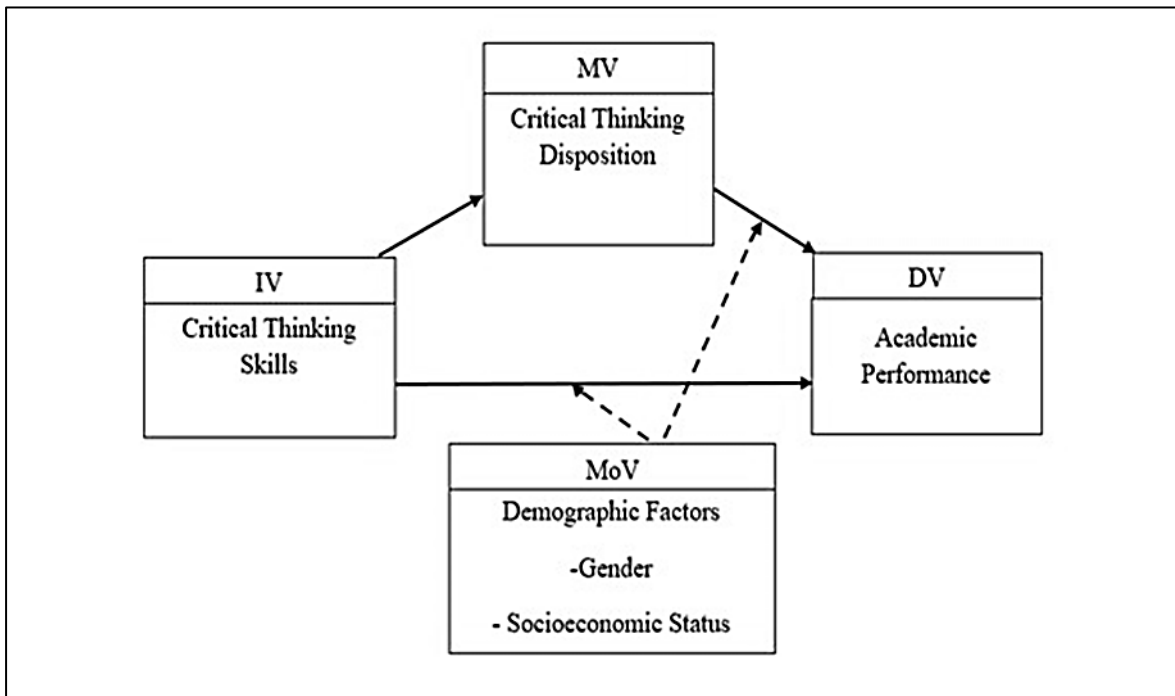 MV
Critical Thinking
Disposition
IV
Critical Thinking
Skills
DV
Academic
Performance
MoV
Demographic Factors
-Gender
- Socioeconomic Status